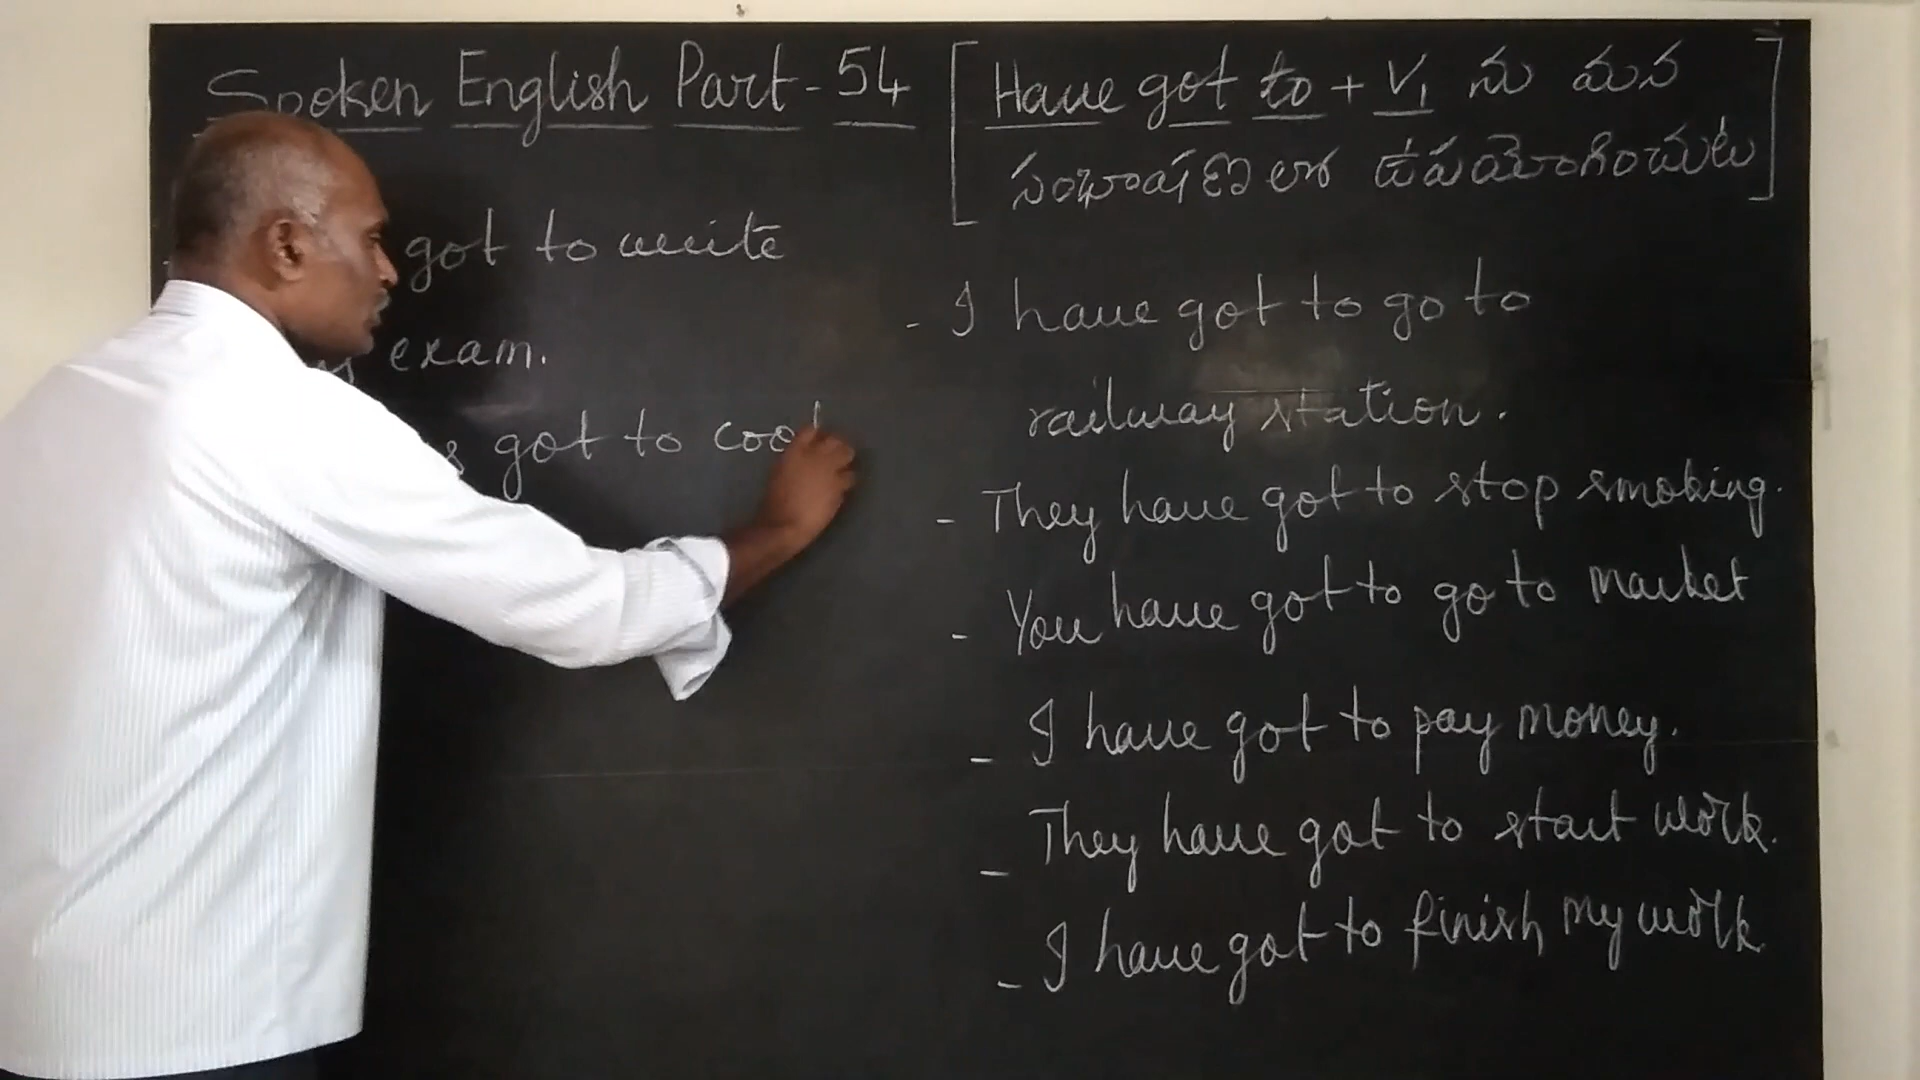 Spoken English Part - 54
[Have got to + V1 ను మన
సంభాషణలో ఉపయోగించుట]
got to write
exam.
got to
- I have got to go to
railway station.
- They have got to stop smoking.
- You have got to go to market
- I have got to pay money.
- They have got to start work.
- I have got to finish my work